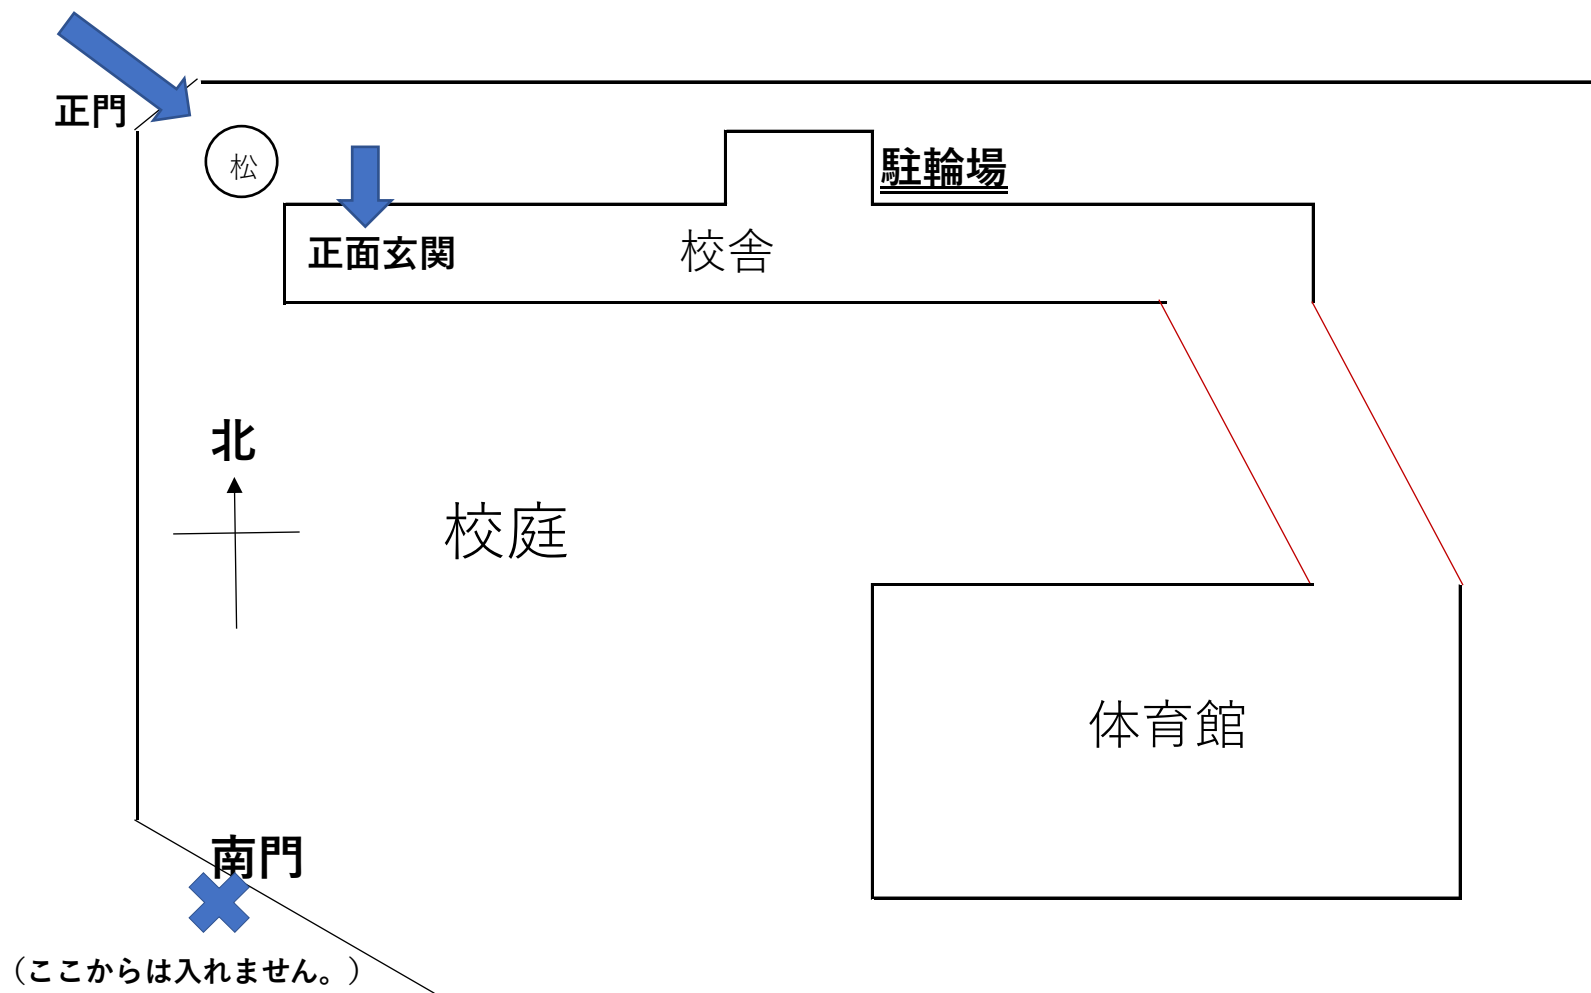 正門
松
駐輪場
正面玄関
校舎
北
校庭
体育館
南門
（ここからは入れません。）